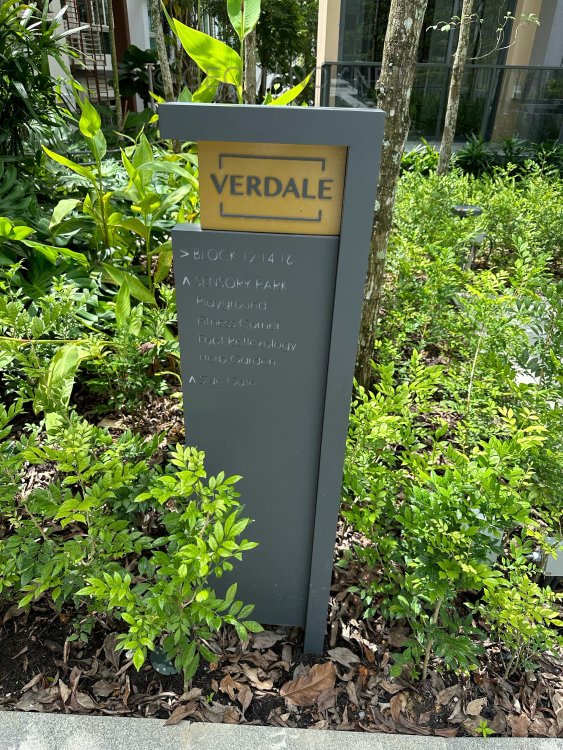 VERDALE
> BLOCK 12 14 16
∧ SENSORY PARK
Playground
Fitness Corner
Foot Reflexology
Herb Garden
∧ Side Gate